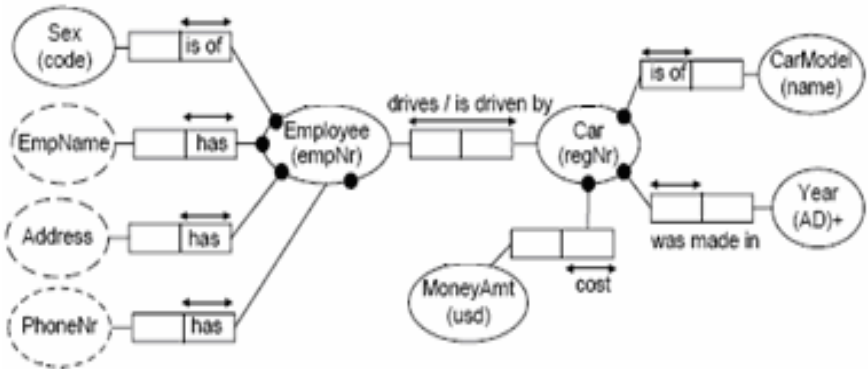 Sex
(code)
is of
EmpName
has
Address
has
PhoneNr
has
Employee
(empNr)
drives / is driven by
Car
(regNr)
is of
CarModel
(name)
Year
(AD)+
was made in
MoneyAmt
(usd)
cost